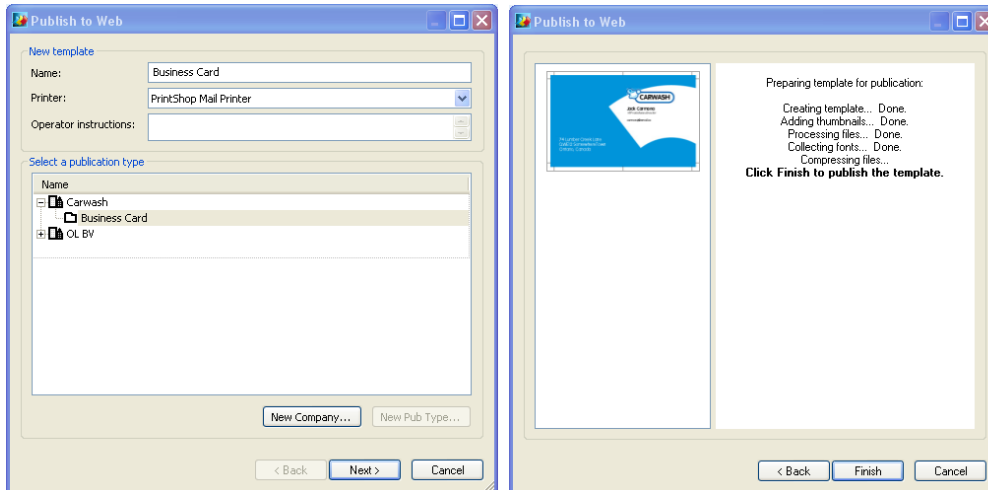 Publish to Web
New template
Name:
Business Card
Printer:
PrintShop Mail Printer
Operator instructions:
Select a publication type
Name
Carwash
Business Card
OL BV
New Company...
New Pub Type...
< Back
Next >
Cancel
Publish to Web
CARWASH
Jack Carmona
Preparing template for publication:
Creating template... Done.
Adding thumbnails... Done.
Processing files... Done.
Collecting fonts... Done.
Compressing files...
Click Finish to publish the template.
< Back
Finish
Cancel